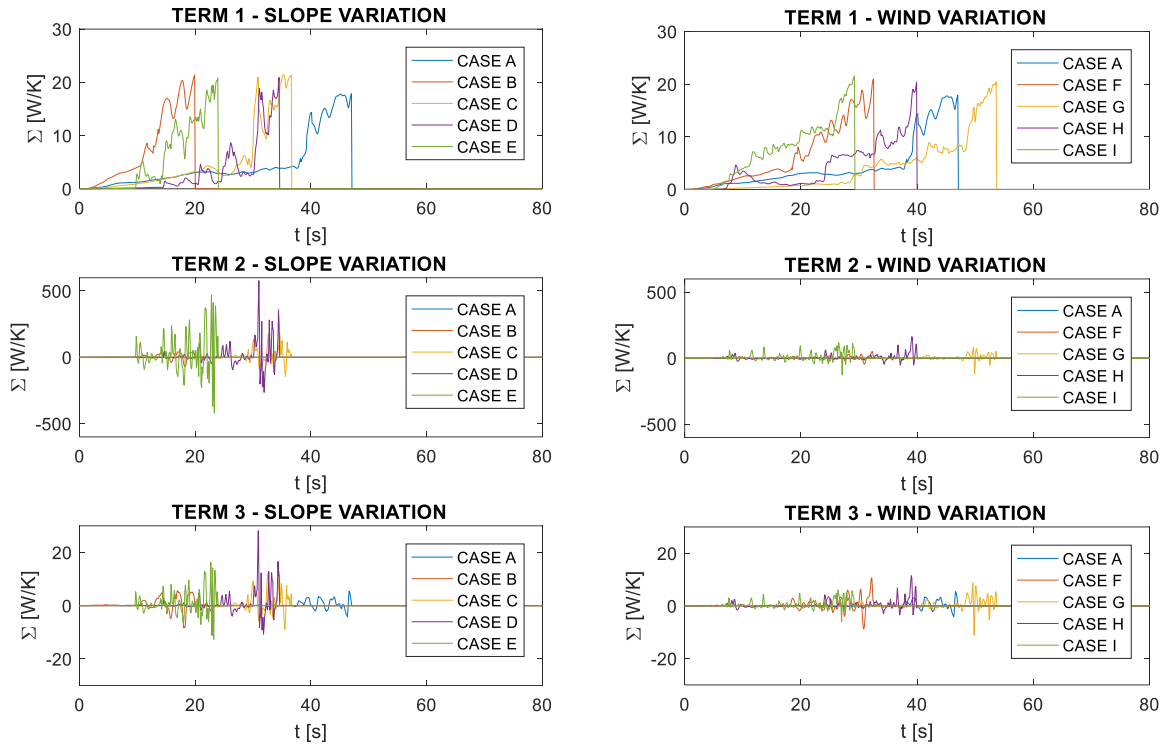 TERM 1 - SLOPE VARIATION
30
20
10
0
Σ [W/K]
CASE A
CASE B
CASE C
CASE D
CASE E
0 20 40 60 80
t [s]
TERM 1 - WIND VARIATION
30
20
10
0
Σ [W/K]
CASE A
CASE F
CASE G
CASE H
CASE I
0 20 40 60 80
t [s]
TERM 2 - SLOPE VARIATION
500
0
-500
Σ [W/K]
CASE A
CASE B
CASE C
CASE D
CASE E
0 20 40 60 80
t [s]
TERM 2 - WIND VARIATION
500
0
-500
Σ [W/K]
CASE A
CASE F
CASE G
CASE H
CASE I
0 20 40 60 80
t [s]
TERM 3 - SLOPE VARIATION
20
0
-20
Σ [W/K]
CASE A
CASE B
CASE C
CASE D
CASE E
0 20 40 60 80
t [s]
TERM 3 - WIND VARIATION
20
0
-20
Σ [W/K]
CASE A
CASE F
CASE G
CASE H
CASE I
0 20 40 60 80
t [s]